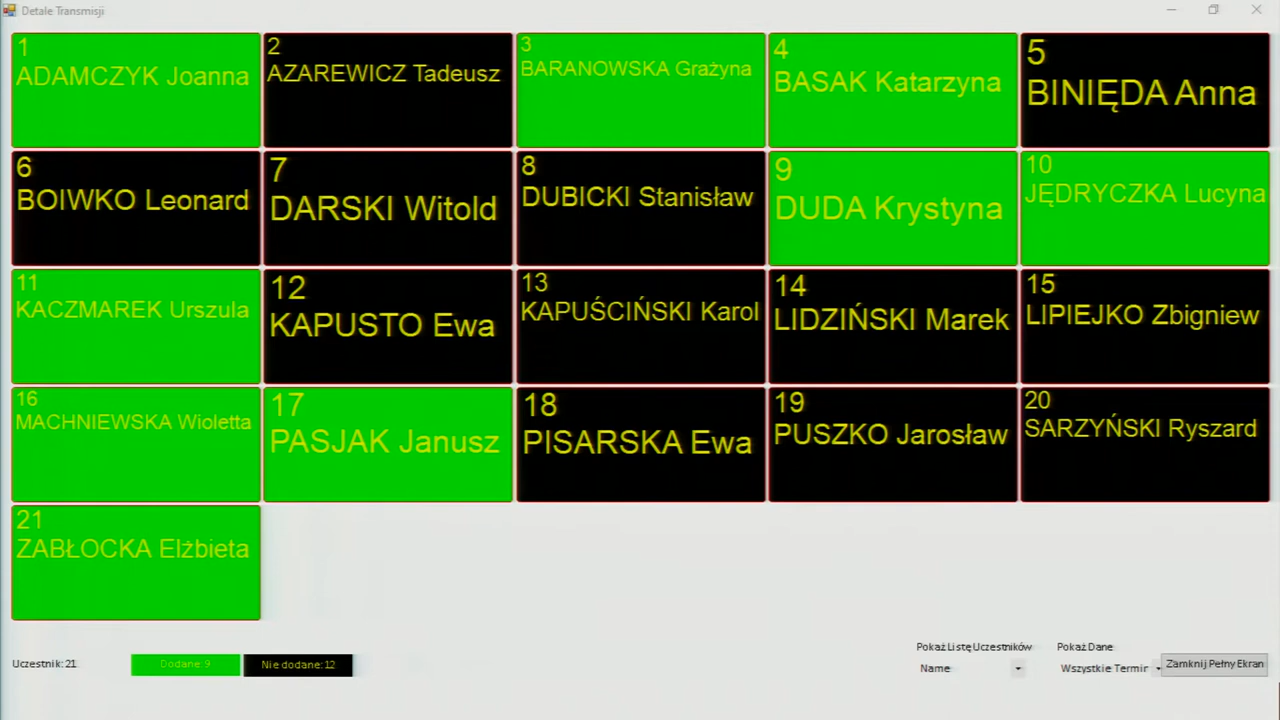 Detale Transmisji
1
ADAMCZYK Joanna
2
AZAREWICZ Tadeusz
3
BARANOWSKA Grażyna
4
BASAK Katarzyna
5
BINIĘDA Anna
6
BOIWKO Leonard
7
DARSKI Witold
8
DUBICKI Stanisław
9
DUDA Krystyna
10
JĘDRYCZKA Lucyna
11
KACZMAREK Urszula
12
KAPUSTO Ewa
13
KAPUŚCIŃSKI Karol
14
LIDZIŃSKI Marek
15
LIPIEJKO Zbigniew
16
MACHNIEWSKA Wioletta
17
PASJAK Janusz
18
PISARSKA Ewa
19
PUSZKO Jarosław
20
SARZYŃSKI Ryszard
21
ZABŁOCKA Elżbieta
Uczestnik: 21
Dodane: 9
Nie dodane: 12
Pokaż Listę Uczestników
Name
Pokaż Dane
Wszystkie Termir
Zamknij Pełny Ekran